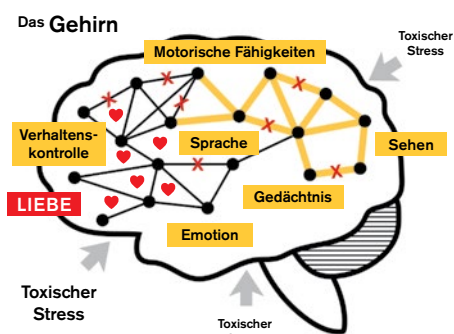 Das Gehirn
Motorische Fähigkeiten
Toxischer
Stress
Verhaltens-
kontrolle
Sprache
Sehen
LIEBE
Gedächtnis
Emotion
Toxischer
Stress
Toxischer